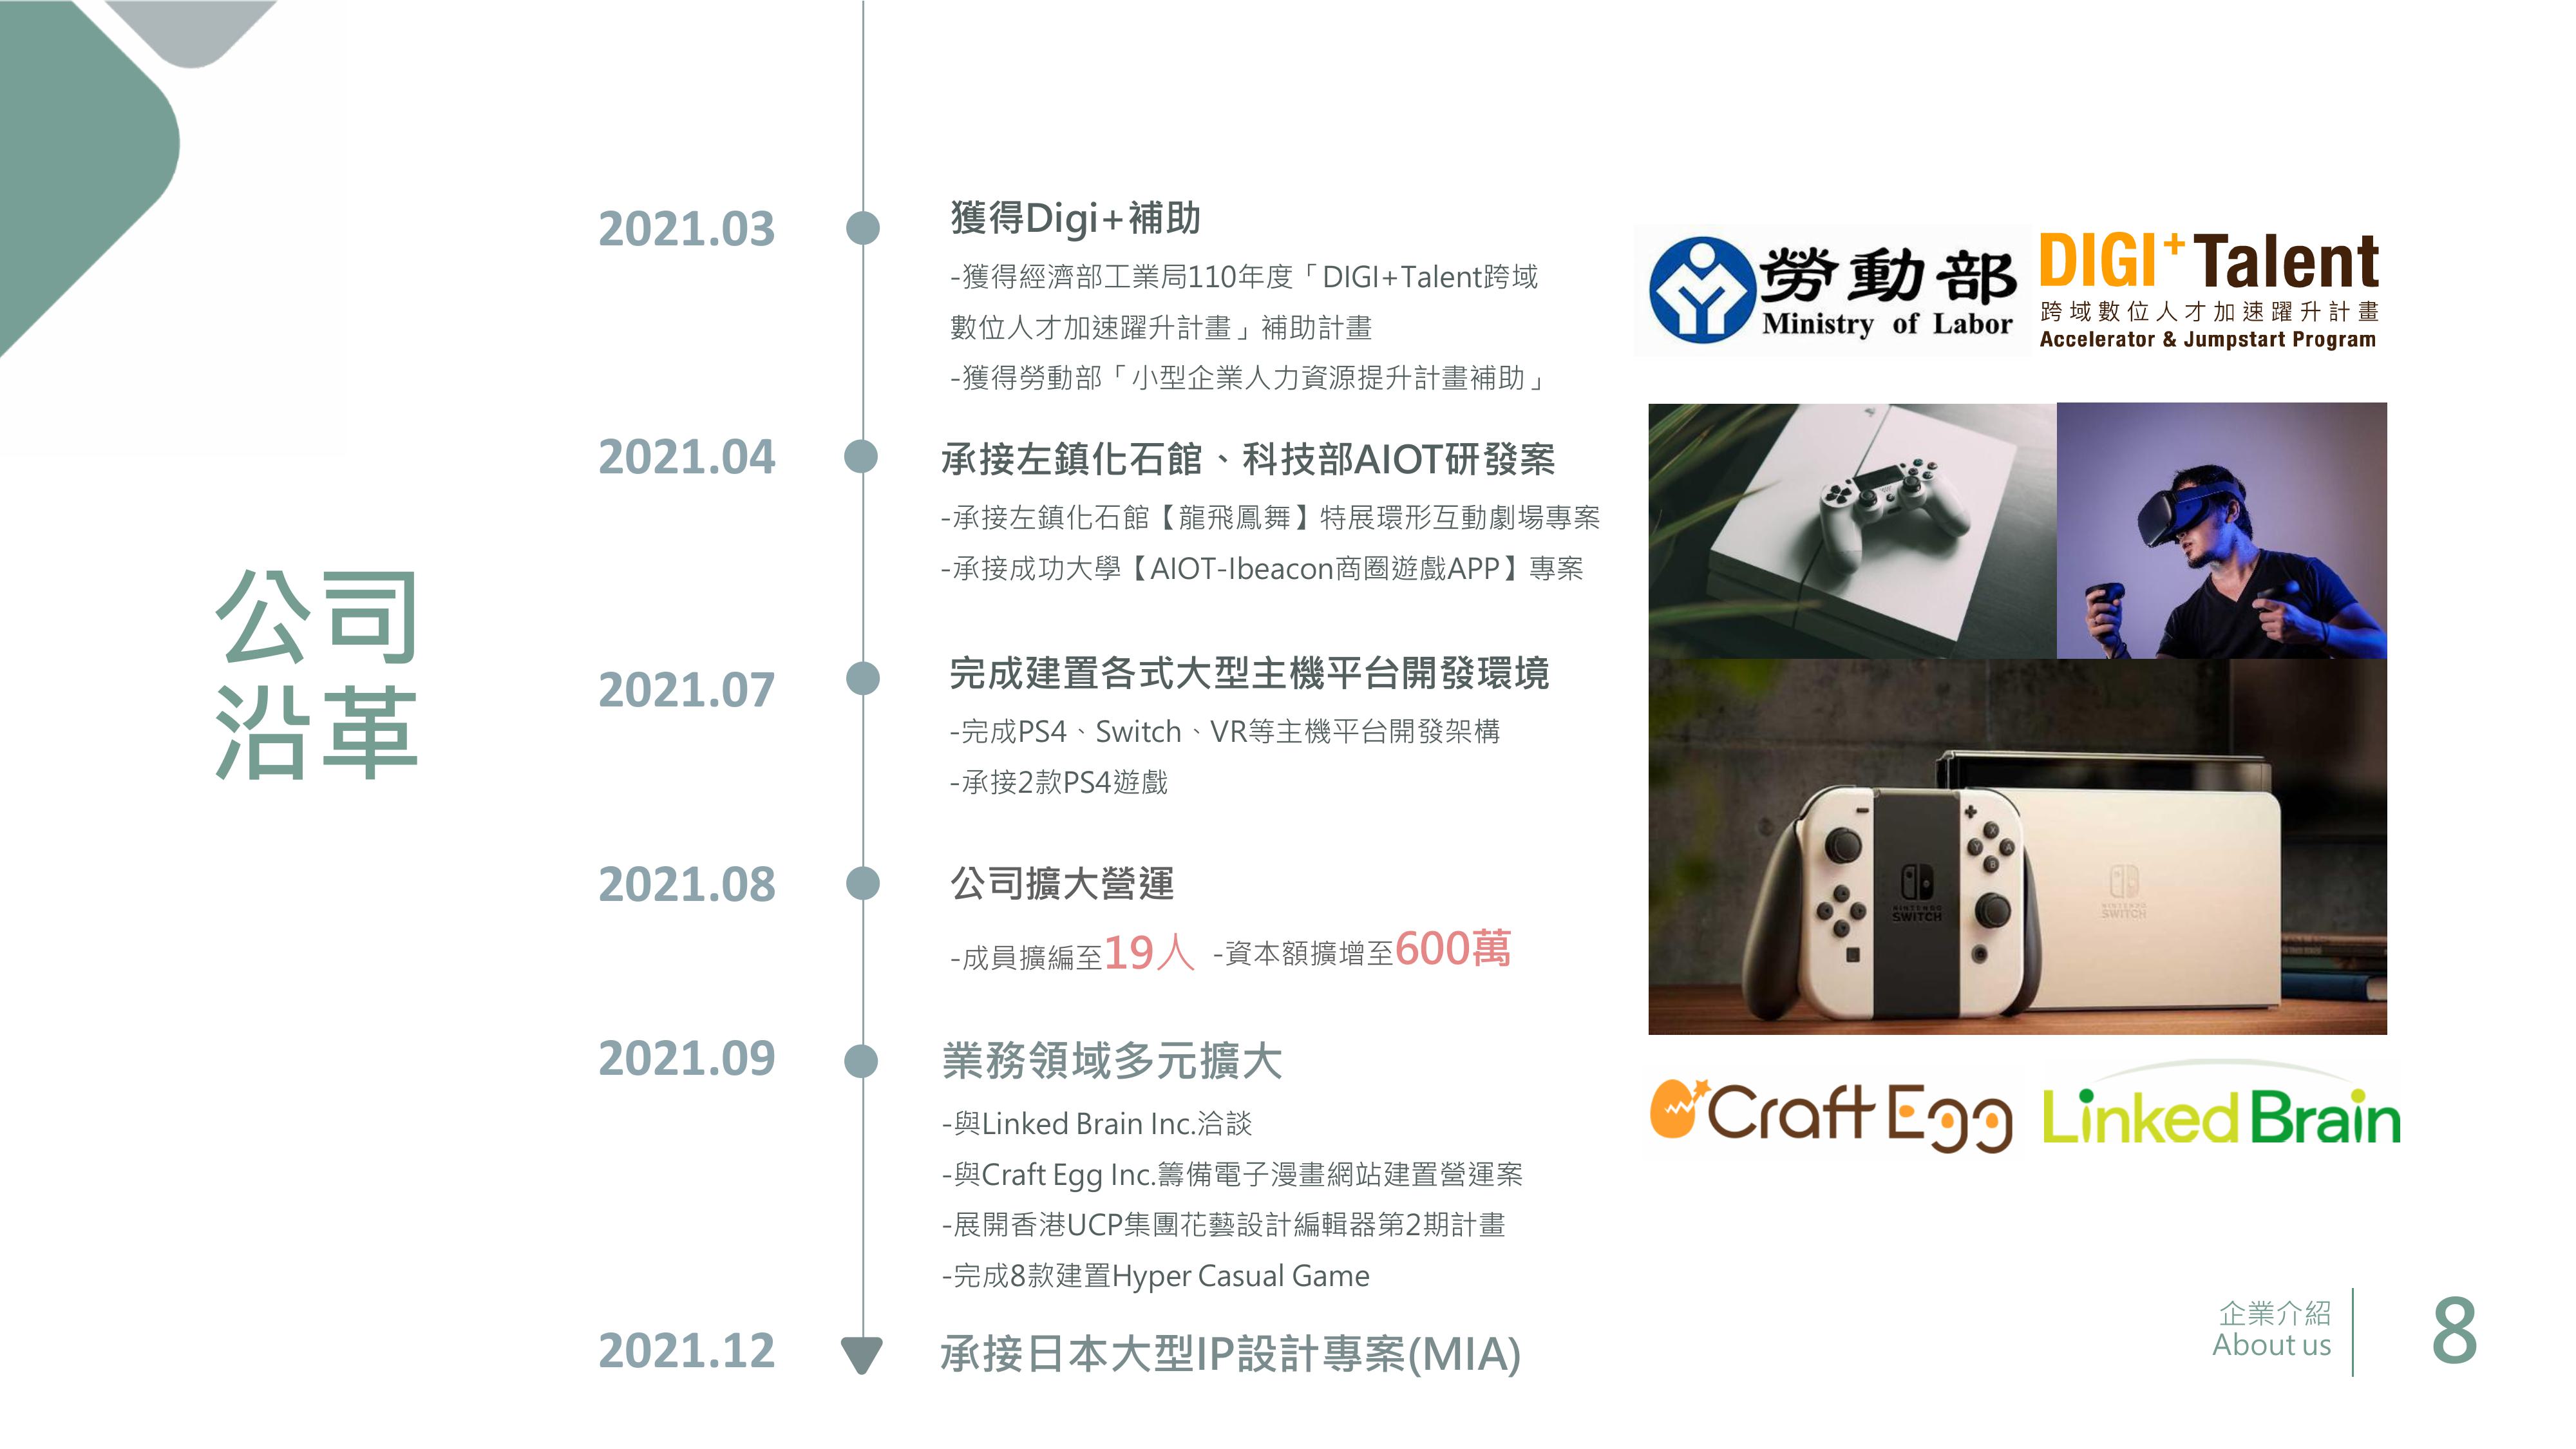 公司
沿革
2021.03
獲得Digi+補助
-獲得經濟部工業局110年度「DIGI+Talent跨域
數位人才加速躍升計畫」補助計畫
-獲得勞動部「小型企業人力資源提升計畫補助」
2021.04
承接左鎮化石館、科技部AIOT研發案
-承接左鎮化石館【龍飛鳳舞】特展環形互動劇場專案
-承接成功大學【AIOT-Ibeacon商圈遊戲APP】專案
2021.07
完成建置各式大型主機平台開發環境
-完成PS4、Switch、VR等主機平台開發架構
-承接2款PS4遊戲
2021.08
公司擴大營運
-成員擴編至19人 -資本額擴增至600萬
2021.09
業務領域多元擴大
-與Linked Brain Inc.洽談
-與Craft Egg Inc.籌備電子漫畫網站建置營運案
-展開香港UCP集團花藝設計編輯器第2期計畫
-完成8款建置Hyper Casual Game
2021.12
承接日本大型IP設計專案(MIA)
勞動部
Ministry of Labor
DIGI+Talent
跨域數位人才加速躍升計畫
Accelerator & Jumpstart Program
NINTENDO
SWITCH
NINTENDO
SWITCH
Craft Egg
LinkedBrain
企業介紹
About us
8